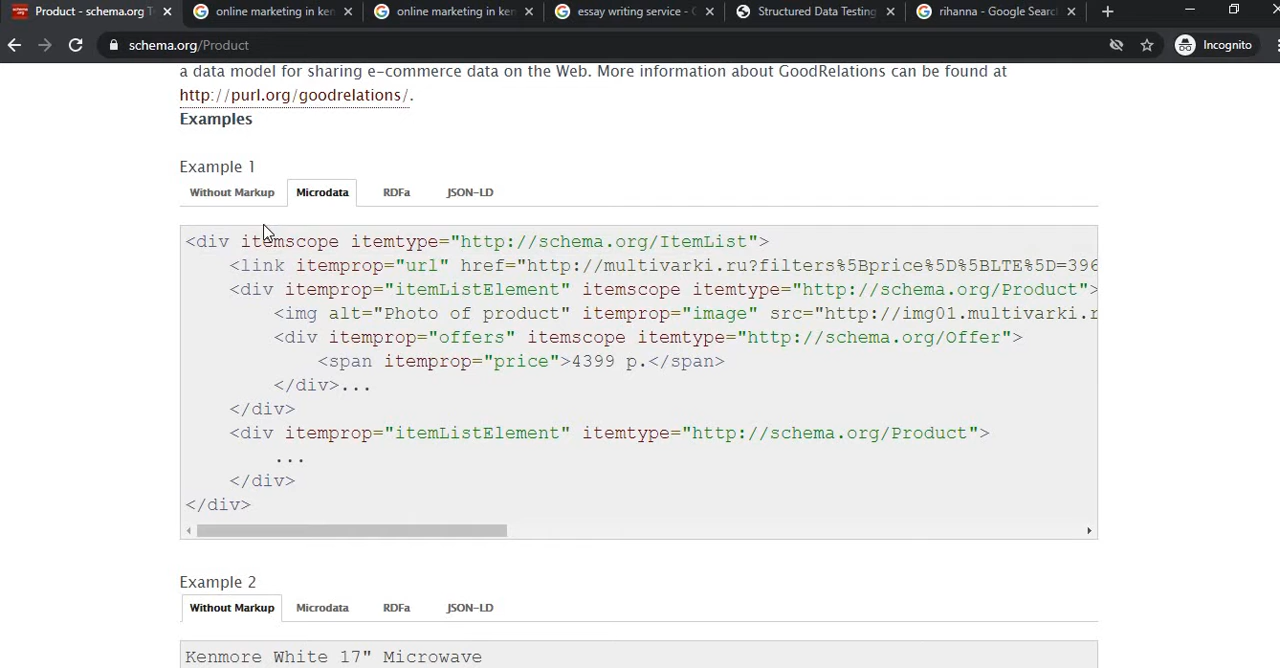 Product - schema.org T
online marketing in ken
online marketing in ken
essay writing service - G
Structured Data Testing
rihanna - Google Search
schema.org/Product
Incognito
a data model for sharing e-commerce data on the Web. More information about GoodRelations can be found at
http://purl.org/goodrelations/.
Examples
Example 1
Without Markup Microdata RDFa JSON-LD
<div itemscope itemtype="http://schema.org/ItemList">
<link itemprop="url" href="http://multivarki.ru?filters%5Bprice%5D%5BLTE%5D=396
<div itemprop="itemListElement" itemscope itemtype="http://schema.org/Product">
<img alt="Photo of product" itemprop="image" src="http://img01.multivarki.r
<div itemprop="offers" itemscope itemtype="http://schema.org/Offer">
<span itemprop="price">4399 p.</span>
</div>...
</div>
<div itemprop="itemListElement" itemtype="http://schema.org/Product">
...
</div>
</div>
Example 2
Without Markup Microdata RDFa JSON-LD
Kenmore White 17" Microwave